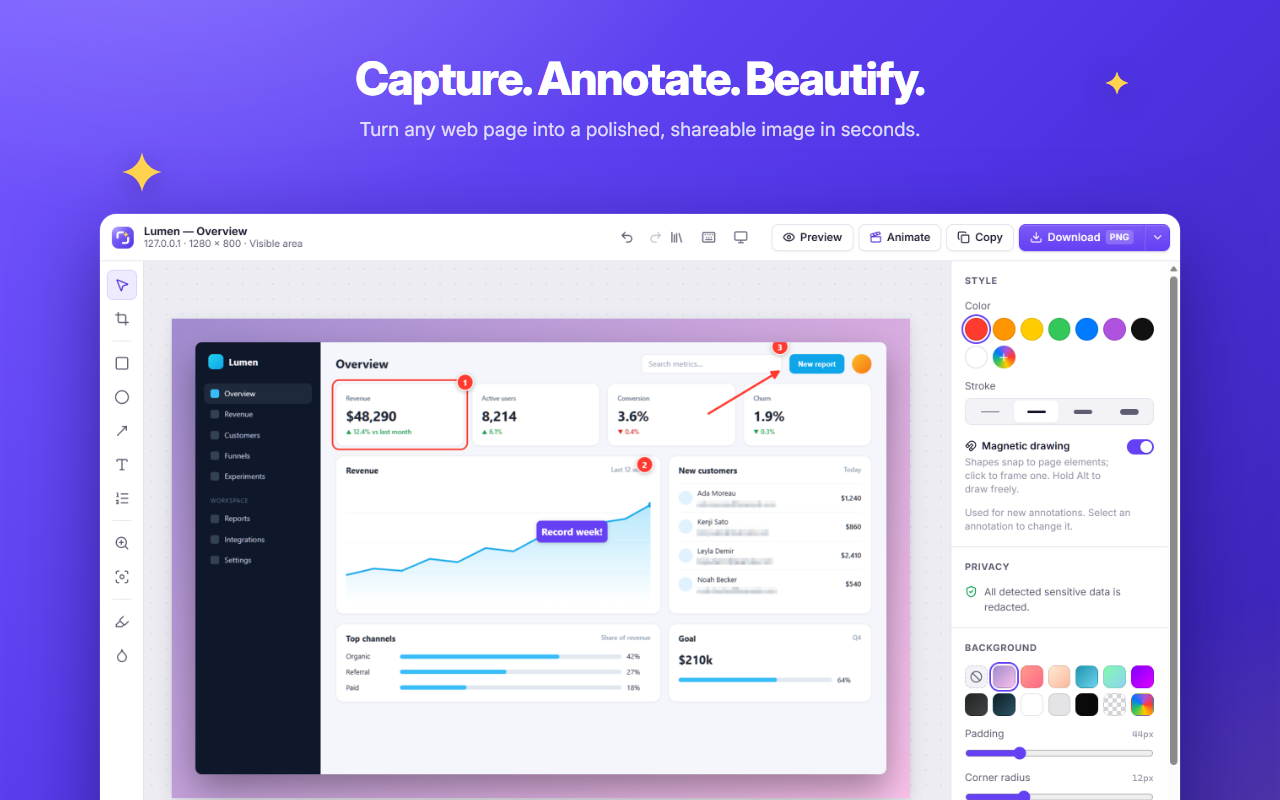 Capture. Annotate. Beautify.
Turn any web page into a polished, shareable image in seconds.
Lumen — Overview
127.0.0.1 · 1280 × 800 · Visible area
Preview
Animate
Copy
Download PNG
Lumen
Overview
Revenue
Customers
Funnels
Experiments
WORKSPACE
Reports
Integrations
Settings
Overview
Search metrics...
3
New report
1
Revenue
$48,290
▲ 12.4% vs last month
Active users
8,214
▲ 6.1%
Conversion
3.6%
▼ 0.4%
Churn
1.9%
▼ 0.3%
Revenue
Last 12
2
Record week!
New customers
Today
Ada Moreau
$1,240
Kenji Sato
$860
Leyla Demir
$2,410
Noah Becker
$540
Top channels
Share of revenue
Organic
42%
Referral
27%
Paid
18%
Goal
Q4
$210k
64%
STYLE
Color
Stroke
Magnetic drawing
Shapes snap to page elements;
click to frame one. Hold Alt to
draw freely.
Used for new annotations. Select an
annotation to change it.
PRIVACY
All detected sensitive data is
redacted.
BACKGROUND
Padding
44px
Corner radius
12px